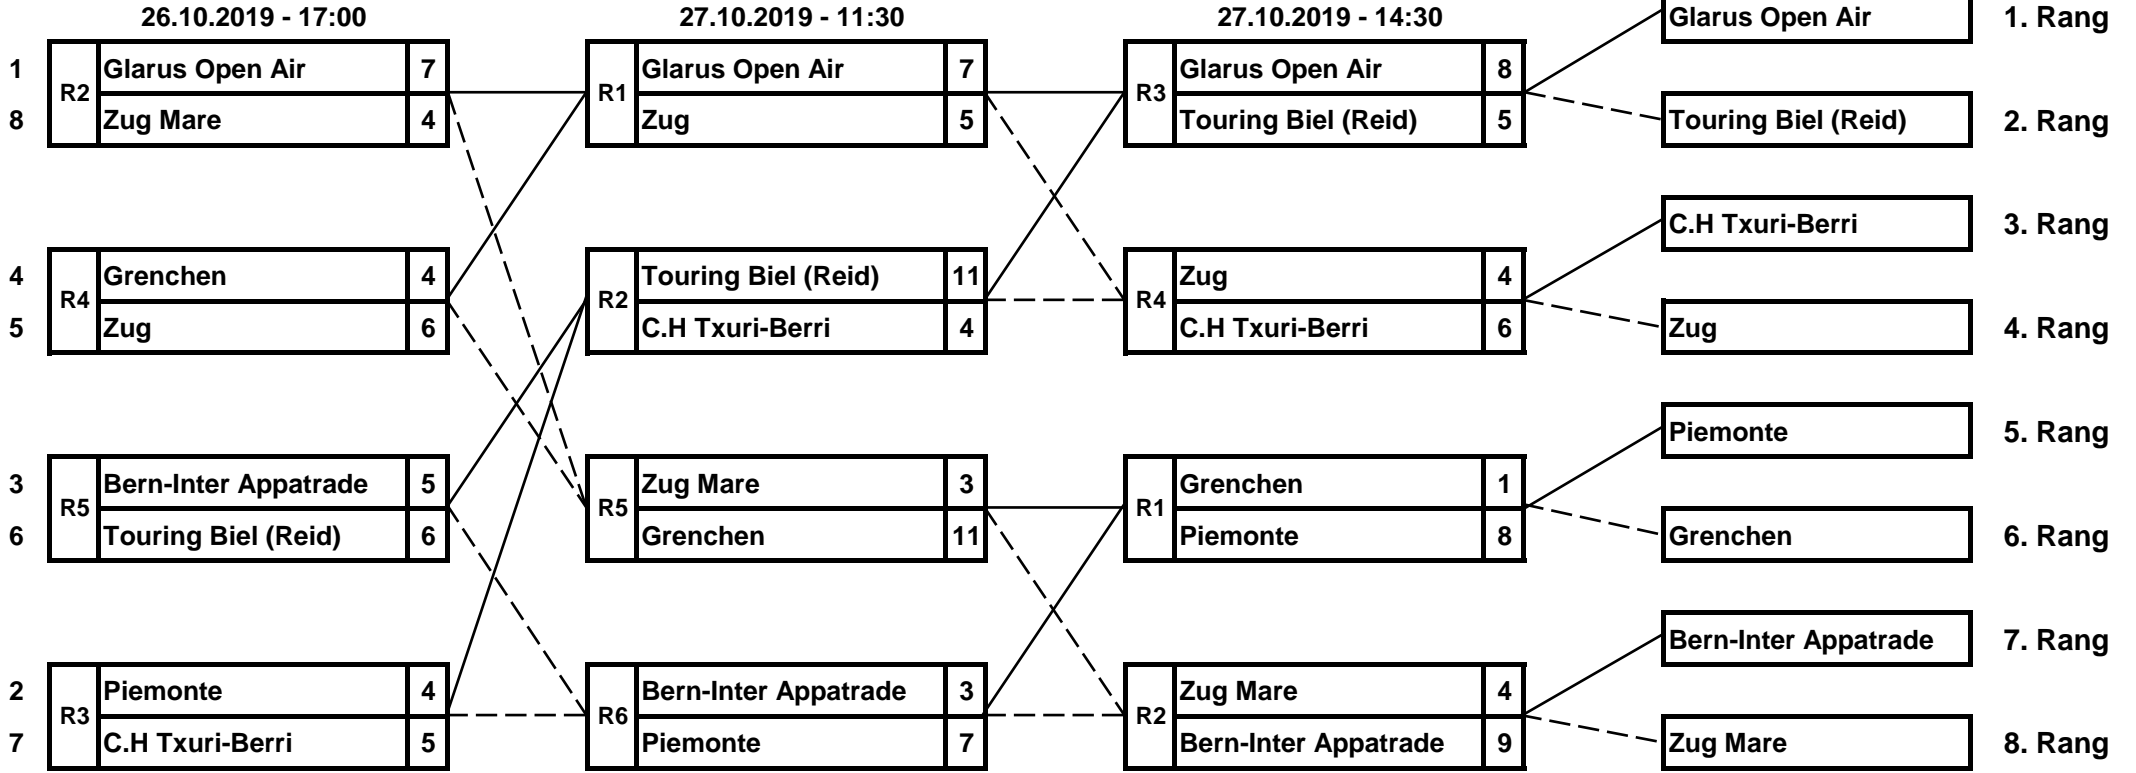 26.10.2019 - 17:00 27.10.2019 - 11:30 27.10.2019 - 14:30 Glarus Open Air 1. Rang
1 R2 Glarus Open Air 7 R1 Glarus Open Air 7 R3 Glarus Open Air 8
8 Zug Mare 4 Zug 5 Touring Biel (Reid) 5 Touring Biel (Reid) 2. Rang
C.H Txuri-Berri 3. Rang
4 R4 Grenchen 4 R2 Touring Biel (Reid) 11 R4 Zug 4
5 Zug 6 C.H Txuri-Berri 4 C.H Txuri-Berri 6 Zug 4. Rang
Piemonte 5. Rang
3 R5 Bern-Inter Appatrade 5 R5 Zug Mare 3 R1 Grenchen 1
6 Touring Biel (Reid) 6 Grenchen 11 Piemonte 8 Grenchen 6. Rang
Bern-Inter Appatrade 7. Rang
2 R3 Piemonte 4 R6 Bern-Inter Appatrade 3 R2 Zug Mare 4
7 C.H Txuri-Berri 5 Piemonte 7 Bern-Inter Appatrade 9 Zug Mare 8. Rang